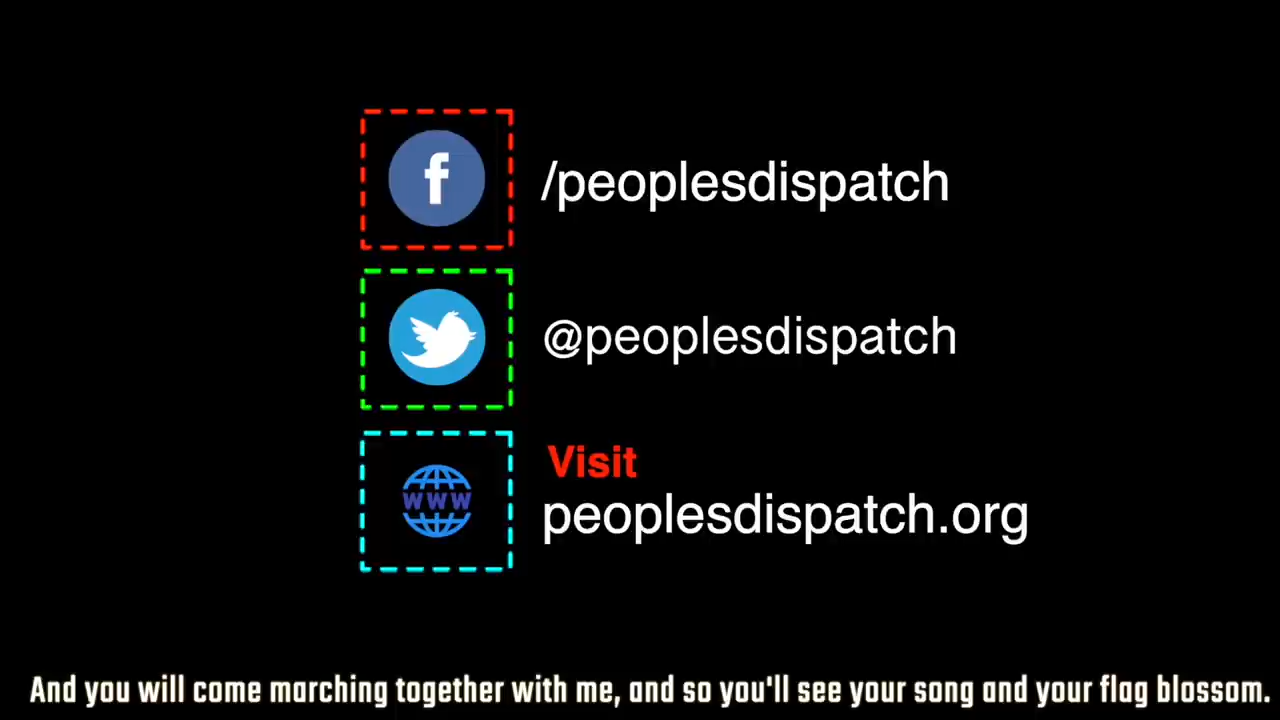 f
/peoplesdispatch
@peoplesdispatch
Visit
www
peoplesdispatch.org
And you will come marching together with me, and so you'll see your song and your flag blossom.